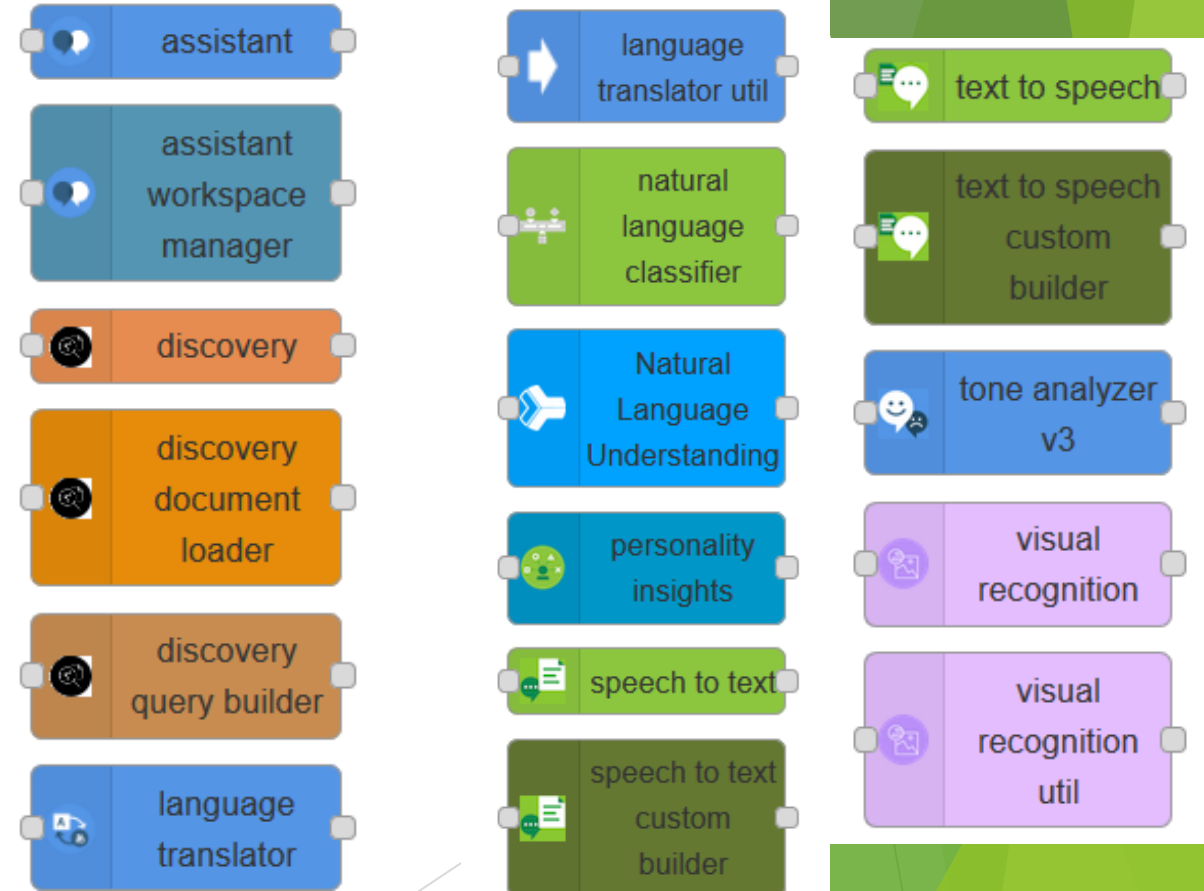 assistant
assistant
workspace
manager
discovery
discovery
document
loader
discovery
query builder
language
translator
language
translator util
natural
language
classifier
Natural
Language
Understanding
personality
insights
speech to text
speech to text
custom
builder
text to speech
text to speech
custom
builder
tone analyzer
v3
visual
recognition
visual
recognition
util